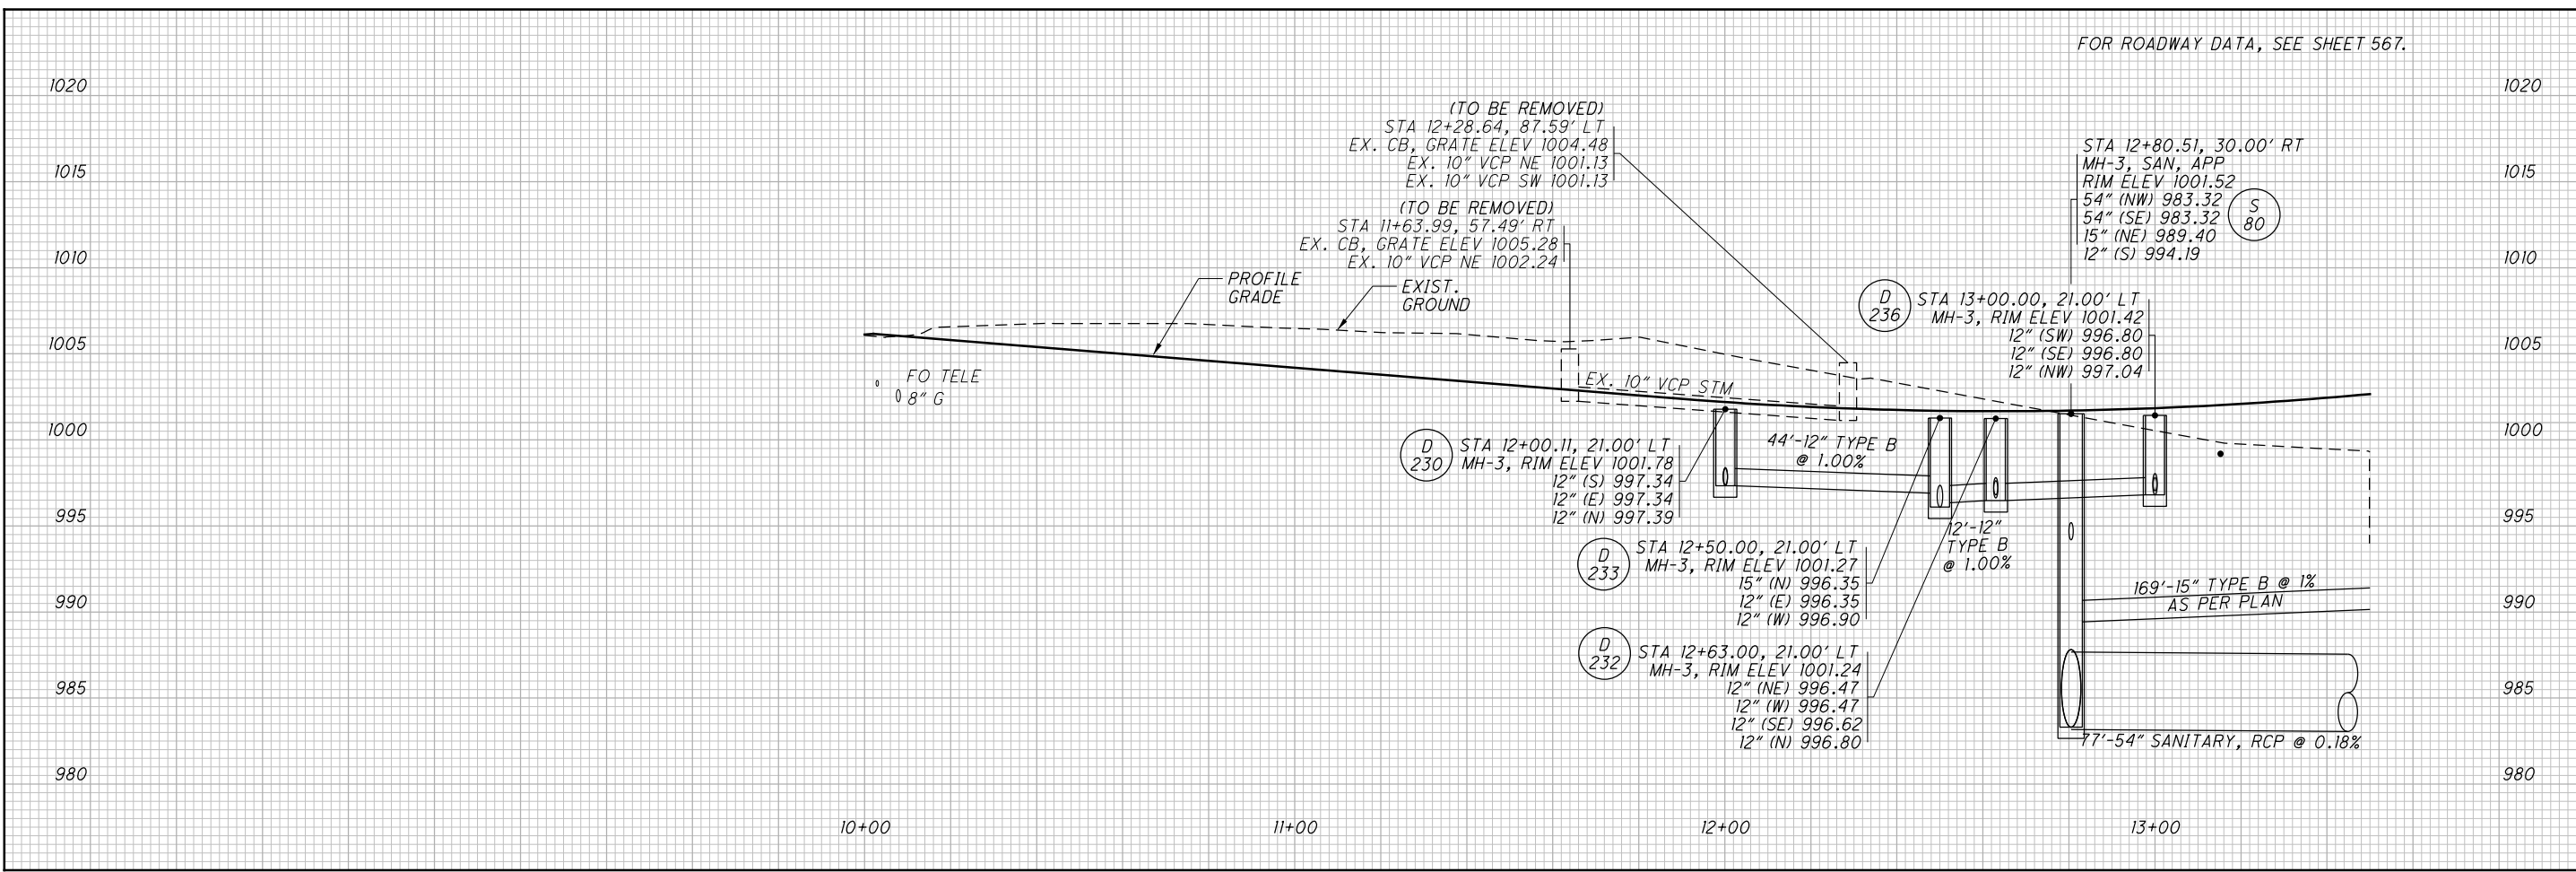 FOR ROADWAY DATA, SEE SHEET 567.
1020
1020
(TO BE REMOVED)
STA 12+28.64, 87.59' LT
EX. CB, GRATE ELEV 1004.48
EX. 10" VCP NE 1001.13
EX. 10" VCP SW 1001.13
STA 12+80.51, 30.00' RT
MH-3, SAN, APP
RIM ELEV 1001.52
54" (NW) 983.32
54" (SE) 983.32
15" (NE) 989.40
12" (S) 994.19
S
80
1015
1015
(TO BE REMOVED)
STA 11+63.99, 57.49' RT
EX. CB, GRATE ELEV 1005.28
EX. 10" VCP NE 1002.24
1010
1010
PROFILE
GRADE
EXIST.
GROUND
D
236
STA 13+00.00, 21.00' LT
MH-3, RIM ELEV 1001.42
12" (SW) 996.80
12" (SE) 996.80
12" (NW) 997.04
1005
1005
FO TELE
8" G
EX. 10" VCP STM
1000
1000
D
230
STA 12+00.11, 21.00' LT
MH-3, RIM ELEV 1001.78
12" (S) 997.34
12" (E) 997.34
12" (N) 997.39
44'-12" TYPE B
@ 1.00%
995
995
12'-12"
TYPE B
@ 1.00%
D
233
STA 12+50.00, 21.00' LT
MH-3, RIM ELEV 1001.27
15" (N) 996.35
12" (E) 996.35
12" (W) 996.90
990
990
169'-15" TYPE B @ 1%
AS PER PLAN
D
232
STA 12+63.00, 21.00' LT
MH-3, RIM ELEV 1001.24
12" (NE) 996.47
12" (W) 996.47
12" (SE) 996.62
12" (N) 996.80
985
985
77'-54" SANITARY, RCP @ 0.18%
980
980
10+00
11+00
12+00
13+00